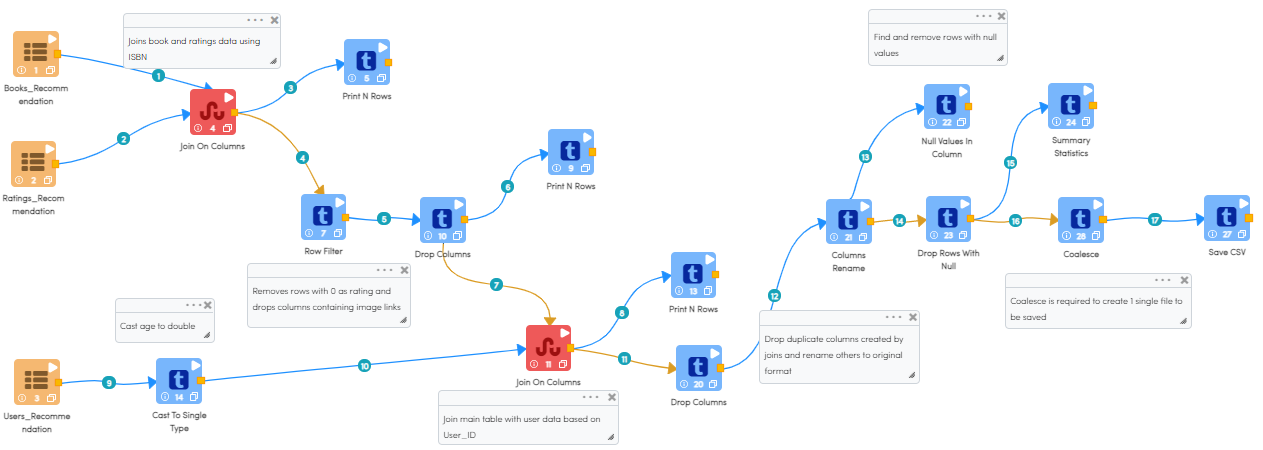 Joins book and ratings data using
ISBN
Find and remove rows with null
values
1
Books_Recomm
endation
1
3
5
Print N Rows
4
Join On Columns
2
2
Ratings_Recom
mendation
4
22
Null Values In
Column
24
Summary
Statistics
13
15
9
Print N Rows
6
7
Row Filter
5
10
Drop Columns
21
Columns
Rename
14
23
Drop Rows With
Null
16
26
Coalesce
17
27
Save CSV
Removes rows with 0 as rating and
drops columns containing image links
7
13
Print N Rows
8
12
Coalesce is required to create 1 single file to
be saved
Cast age to double
Drop duplicate columns created by
joins and rename others to original
format
3
Users_Recomme
ndation
9
14
Cast To Single
Type
10
11
Join On Columns
11
20
Drop Columns
Join main table with user data based on
User_ID